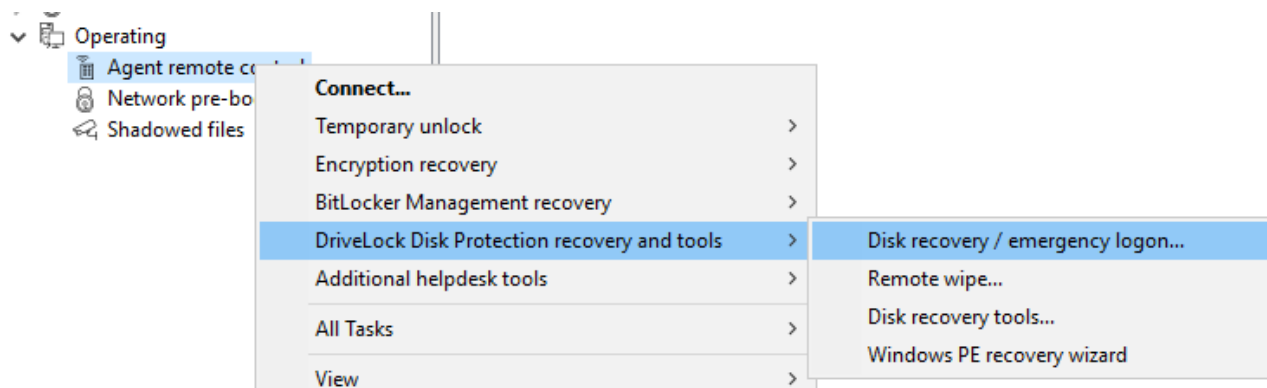 Operating
Agent remote
Network pre-bo
Shadowed files
Connect...
Temporary unlock
Encryption recovery
BitLocker Management recovery
DriveLock Disk Protection recovery and tools
Additional helpdesk tools
All Tasks
View
Disk recovery / emergency logon...
Remote wipe...
Disk recovery tools...
Windows PE recovery wizard